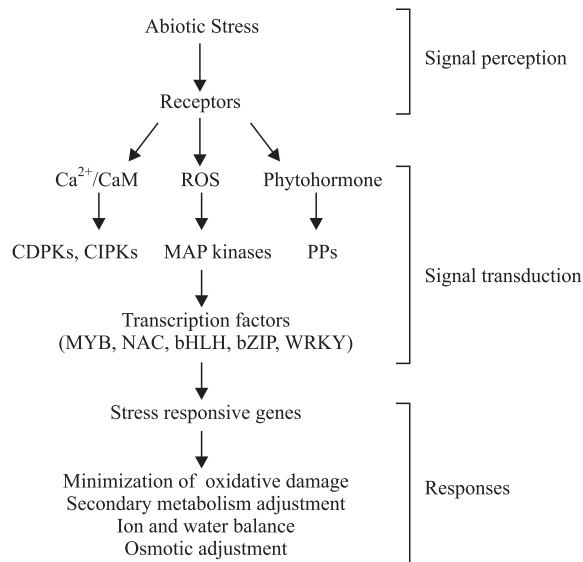 Abiotic Stress
Signal perception
Receptors
Ca²⁺/CaM ROS Phytohormone
CDPKs, CIPKs MAP kinases PPs
Signal transduction
Transcription factors
(MYB, NAC, bHLH, bZIP, WRKY)
Stress responsive genes
Minimization of oxidative damage
Secondary metabolism adjustment
Responses
Ion and water balance
Osmotic adjustment